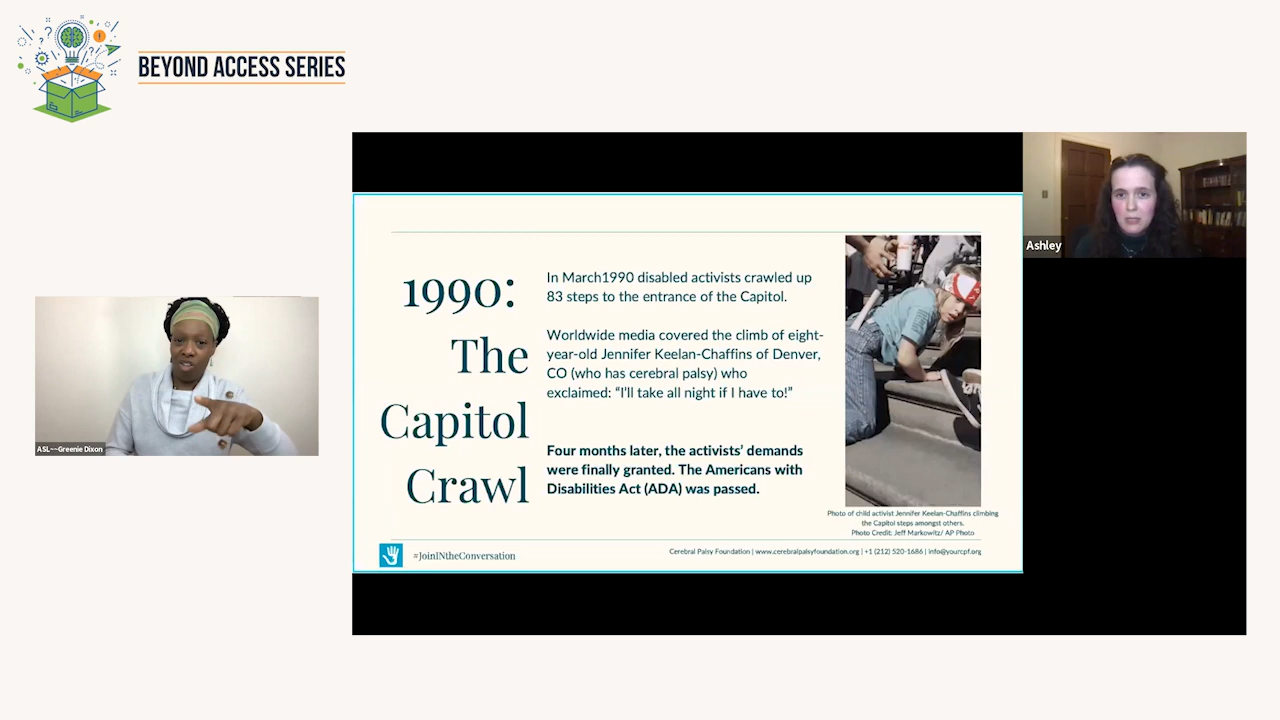 BEYOND ACCESS SERIES
Ashley
1990:
The
Capitol
Crawl
In March1990 disabled activists crawled up
83 steps to the entrance of the Capitol.
Worldwide media covered the climb of eight-
year-old Jennifer Keelan-Chaffins of Denver,
CO (who has cerebral palsy) who
exclaimed: “I’ll take all night if I have to!”
Four months later, the activists’ demands
were finally granted. The Americans with
Disabilities Act (ADA) was passed.
Photo of child activist Jennifer Keelan-Chaffins climbing
the Capitol steps amongst others.
Photo Credit: Jeff Markowitz/ AP Photo
#JoinINtheConversation
Cerebral Palsy Foundation | www.cerebralpalsyfoundation.org | +1 (212) 520-1686 | info@yourcpf.org
ASL--Greenie Dixon